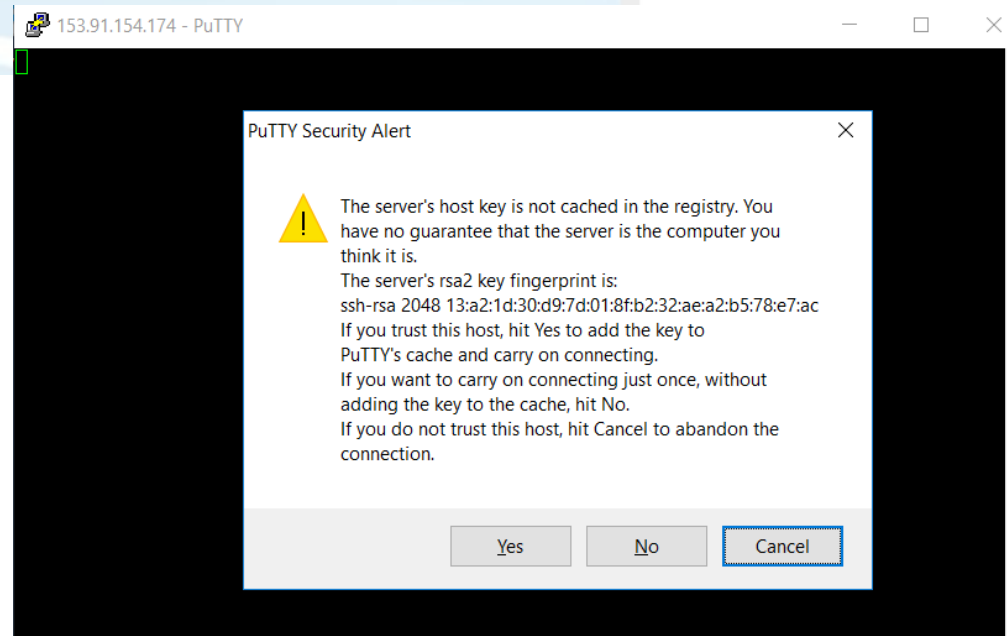 153.91.154.174 - PuTTY
PuTTY Security Alert
The server's host key is not cached in the registry. You
have no guarantee that the server is the computer you
think it is.
The server's rsa2 key fingerprint is:
ssh-rsa 2048 13:a2:1d:30:d9:7d:01:8f:b2:32:ae:a2:b5:78:e7:ac
If you trust this host, hit Yes to add the key to
PuTTY's cache and carry on connecting.
If you want to carry on connecting just once, without
adding the key to the cache, hit No.
If you do not trust this host, hit Cancel to abandon the
connection.
Yes No Cancel